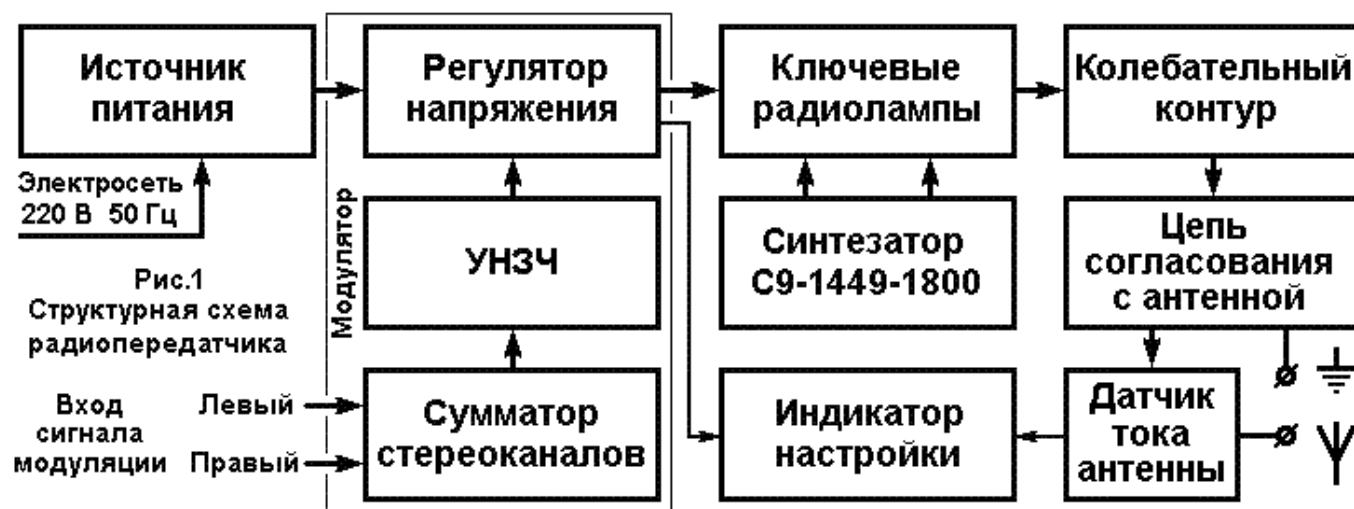 Источник
питания
Регулятор
напряжения
Ключевые
радиолампы
Колебательный
контур
Электросеть
220 В 50 Гц
Модулятор
УНЗЧ
Синтезатор
С9-1449-1800
Цепь
согласования
с антенной
Рис.1
Структурная схема
радиопередатчика
Вход
сигнала
модуляции
Левый
Правый
Сумматор
стереоканалов
Индикатор
настройки
Датчик
тока
антенны